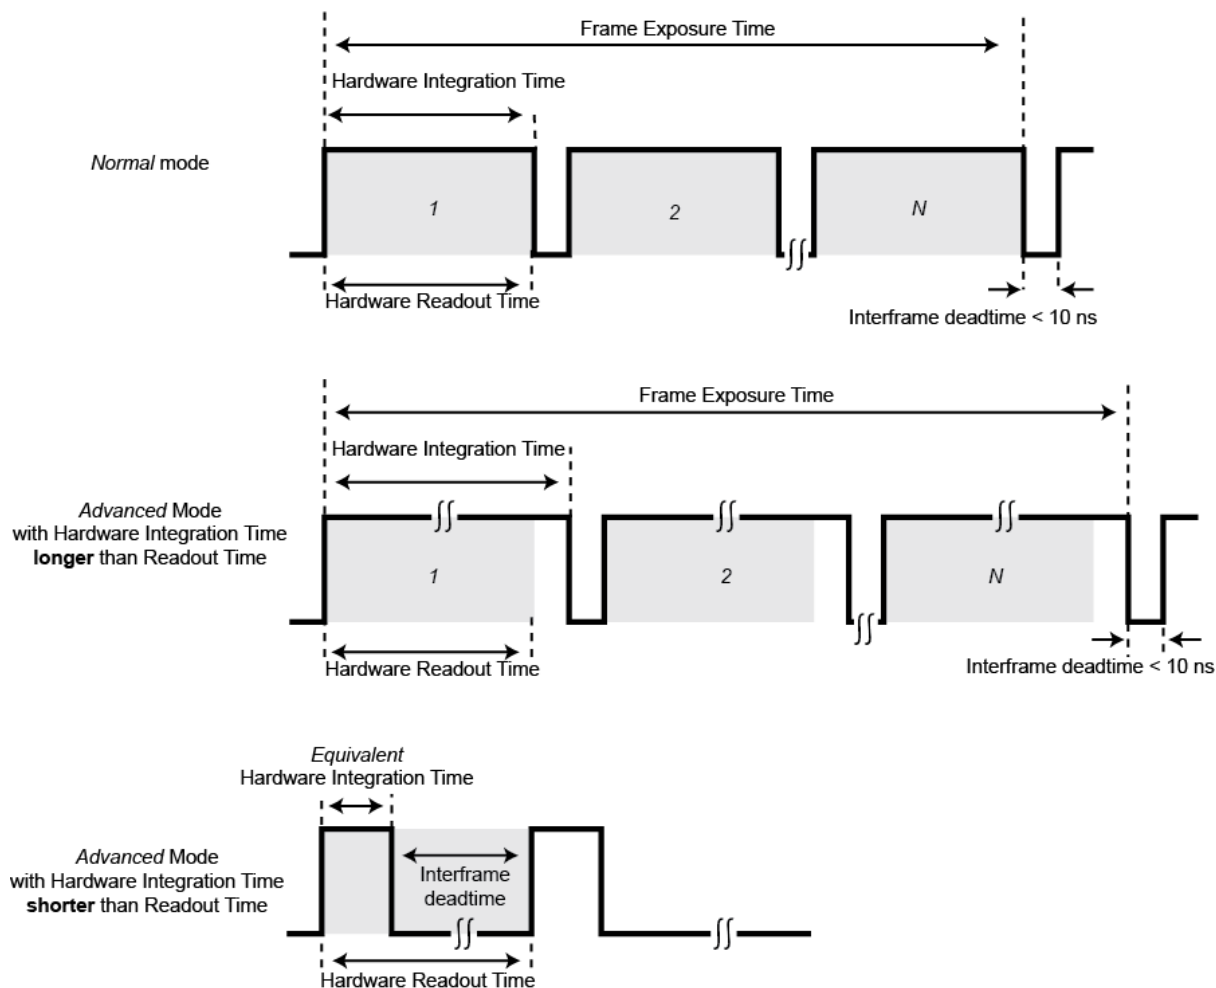 Frame Exposure Time
Hardware Integration Time
Normal mode
1
2
N
Hardware Readout Time
Interframe deadtime < 10 ns
Frame Exposure Time
Hardware Integration Time
Advanced Mode
with Hardware Integration Time
longer than Readout Time
1
2
N
Hardware Readout Time
Interframe deadtime < 10 ns
Equivalent
Hardware Integration Time
Advanced Mode
with Hardware Integration Time
shorter than Readout Time
Interframe
deadtime
Hardware Readout Time